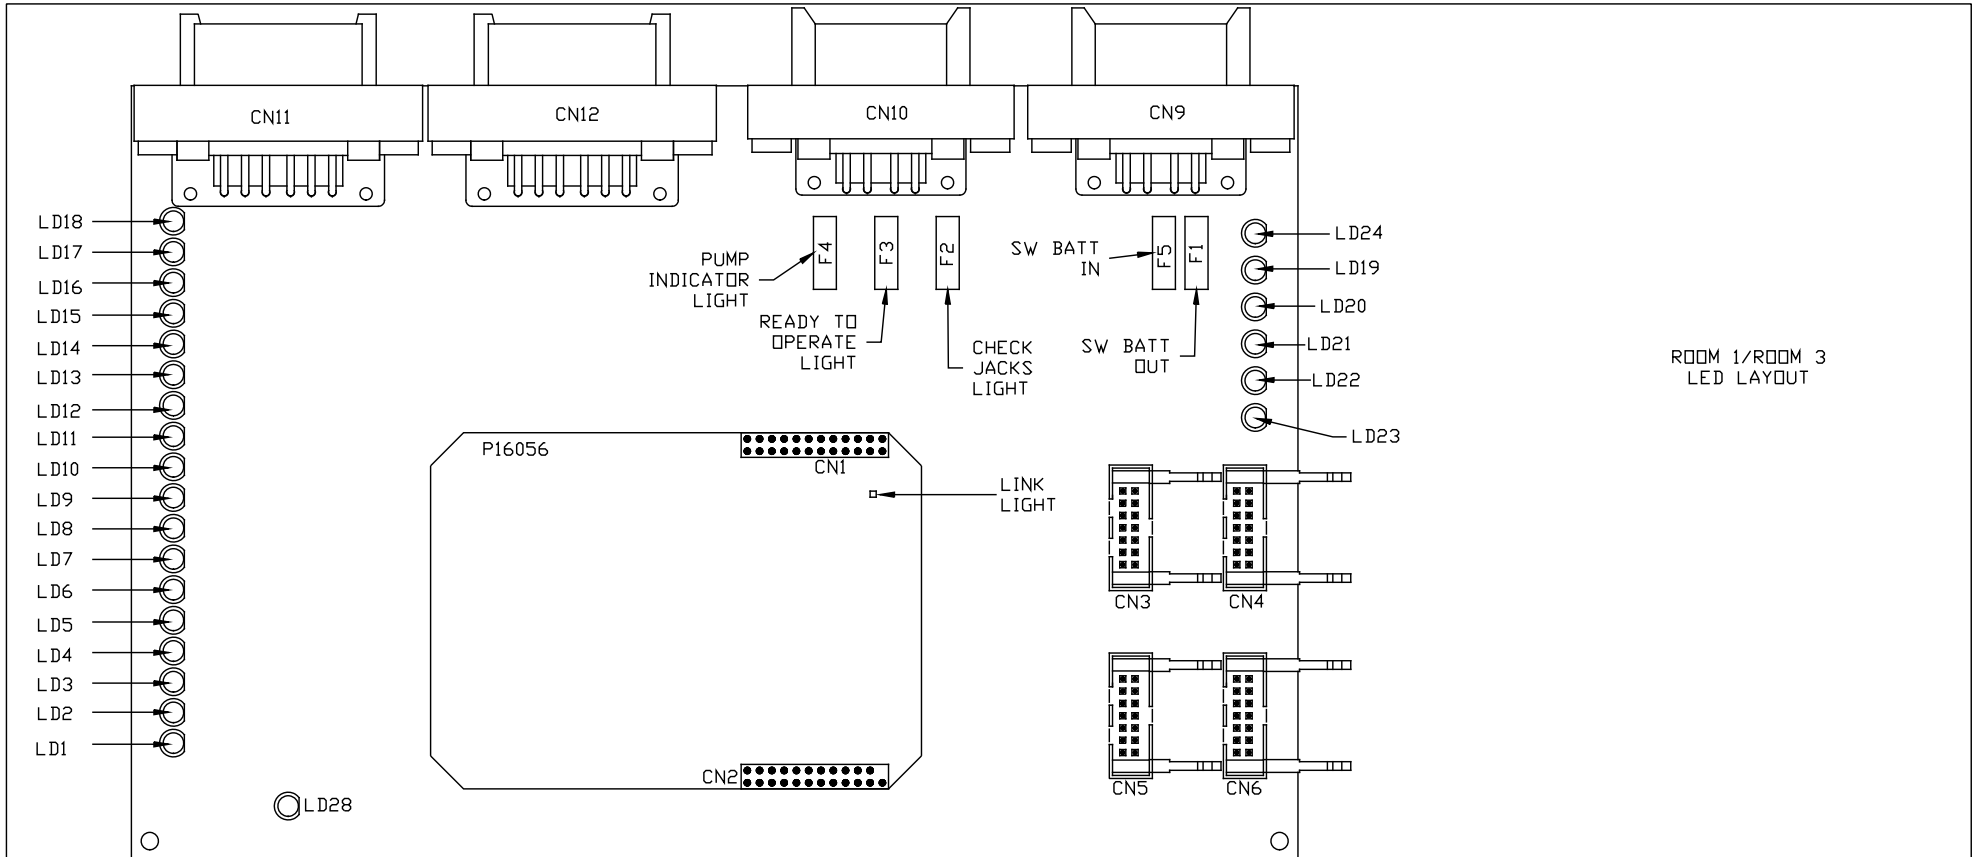 CN11
CN12
CN10
CN9
LD18
LD17
LD16
LD15
LD14
LD13
LD12
LD11
LD10
LD9
LD8
LD7
LD6
LD5
LD4
LD3
LD2
LD1
LD28
F4
F3
F2
F5
F1
PUMP
INDICATOR
LIGHT
READY TO
OPERATE
LIGHT
CHECK
JACKS
LIGHT
SW BATT
IN
SW BATT
OUT
LD24
LD19
LD20
LD21
LD22
LD23
ROOM 1/ROOM 3
LED LAYOUT
P16056
CN1
LINK
LIGHT
CN2
CN3
CN4
CN5
CN6